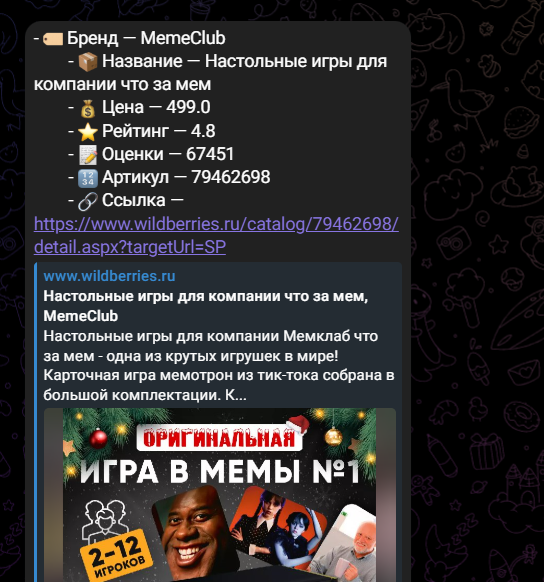 - 🏷️ Бренд — MemeClub
- 📦 Название — Настольные игры для
компании что за мем
- 💰 Цена — 499.0
- ⭐ Рейтинг — 4.8
- 📝 Оценки — 67451
- 🔢 Артикул — 79462698
- 🔗 Ссылка —
https://www.wildberries.ru/catalog/79462698/
detail.aspx?targetUrl=SP
www.wildberries.ru
Настольные игры для компании что за мем,
MemeClub
Настольные игры для компании Мемклаб что
за мем - одна из крутых игрушек в мире!
Карточная игра мемотрон из тик-тока собрана в
большой комплектации. К...
ОРИГИНАЛЬНАЯ
ИГРА В МЕМЫ №1
2-12
ИГРОКОВ